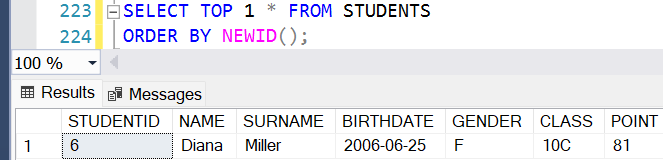 223 SELECT TOP 1 * FROM STUDENTS
224 ORDER BY NEWID();
100 %
Results Messages
STUDENTID NAME SURNAME BIRTHDATE GENDER CLASS POINT
1 6 Diana Miller 2006-06-25 F 10C 81